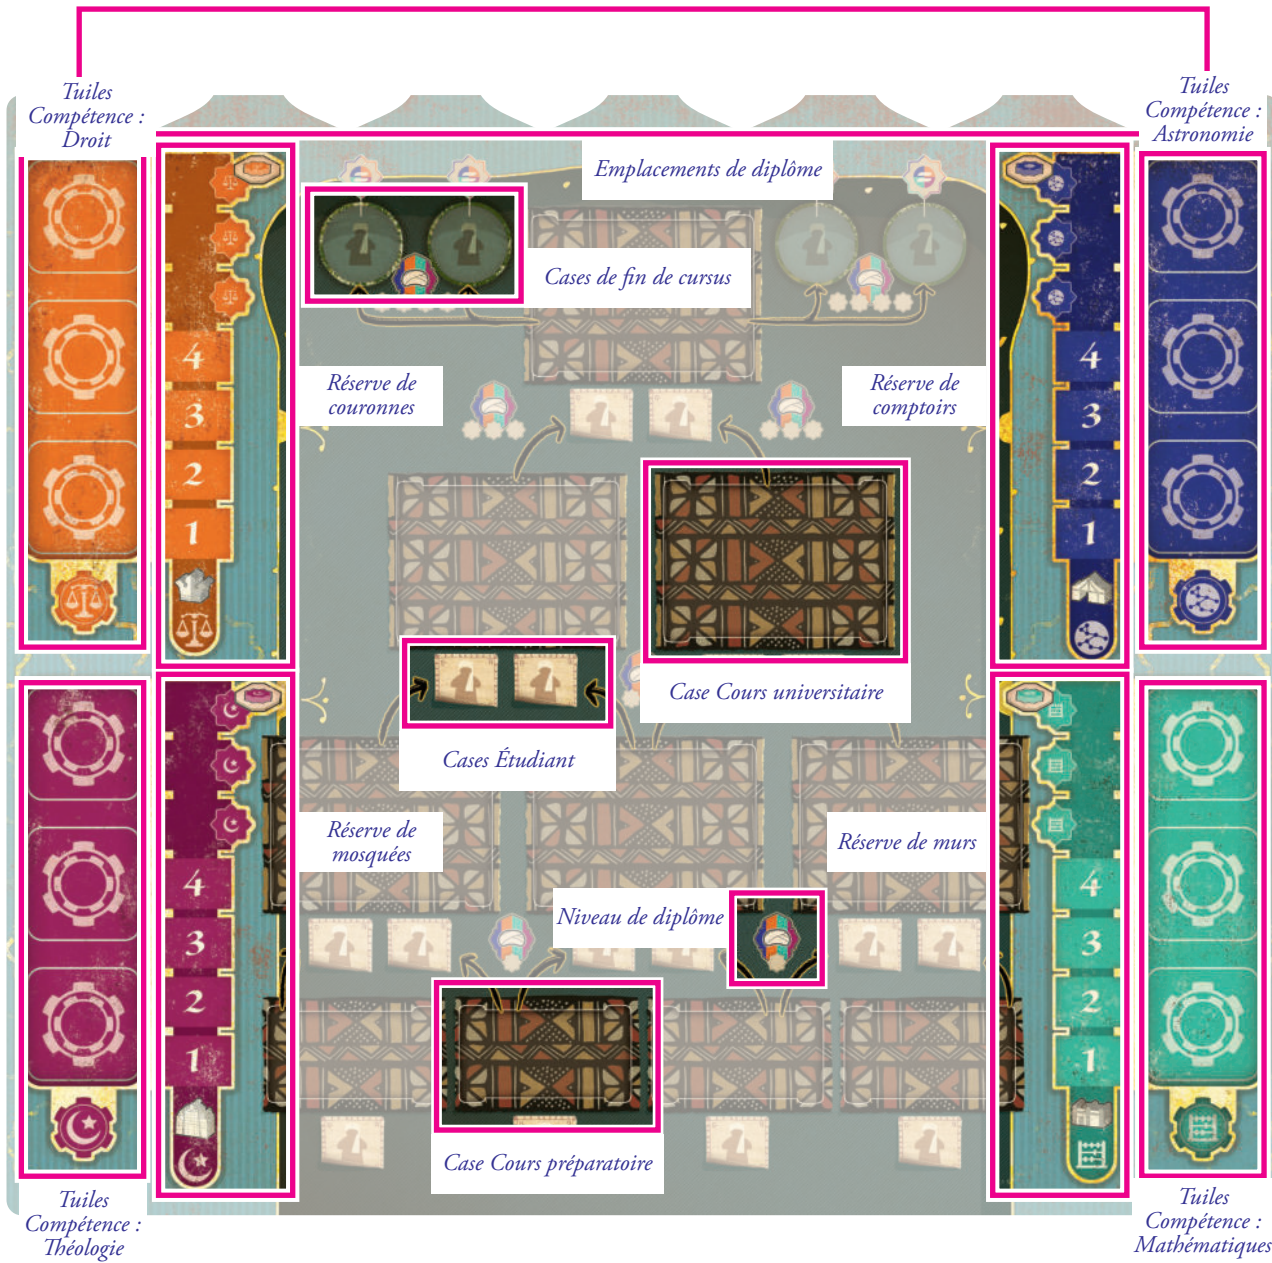 Tuiles
Compétence :
Droit
Tuiles
Compétence :
Astronomie
Emplacements de diplôme
Cases de fin de cursus
Réserve de
couronnes
Réserve de
comptoirs
4
3
2
1
4
3
2
1
Case Cours universitaire
Cases Étudiant
Réserve de
mosquées
Réserve de murs
Niveau de diplôme
4
3
2
1
4
3
2
1
Case Cours préparatoire
Tuiles
Compétence :
Théologie
Tuiles
Compétence :
Mathématiques